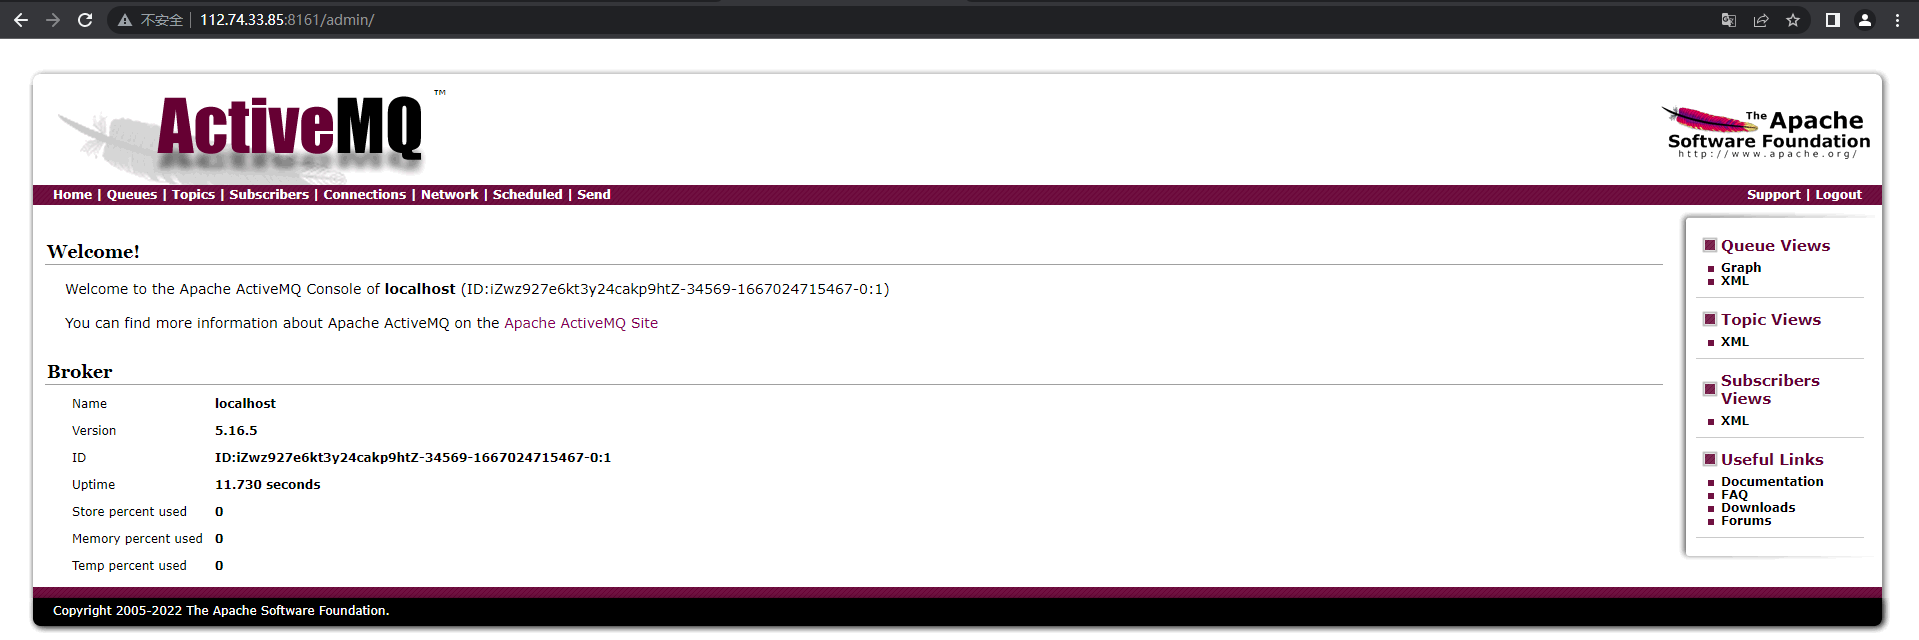 不安全 | 112.74.33.85:8161/admin/
ActiveMQ ™
The Apache
Software Foundation
http://www.apache.org/
Home | Queues | Topics | Subscribers | Connections | Network | Scheduled | Send
Support | Logout
Welcome!
Welcome to the Apache ActiveMQ Console of localhost (ID:iZwz927e6kt3y24cakp9htZ-34569-1667024715467-0:1)
You can find more information about Apache ActiveMQ on the Apache ActiveMQ Site
Broker
Name localhost
Version 5.16.5
ID ID:iZwz927e6kt3y24cakp9htZ-34569-1667024715467-0:1
Uptime 11.730 seconds
Store percent used 0
Memory percent used 0
Temp percent used 0
Queue Views
Graph
XML
Topic Views
XML
Subscribers
Views
XML
Useful Links
Documentation
FAQ
Downloads
Forums
Copyright 2005-2022 The Apache Software Foundation.